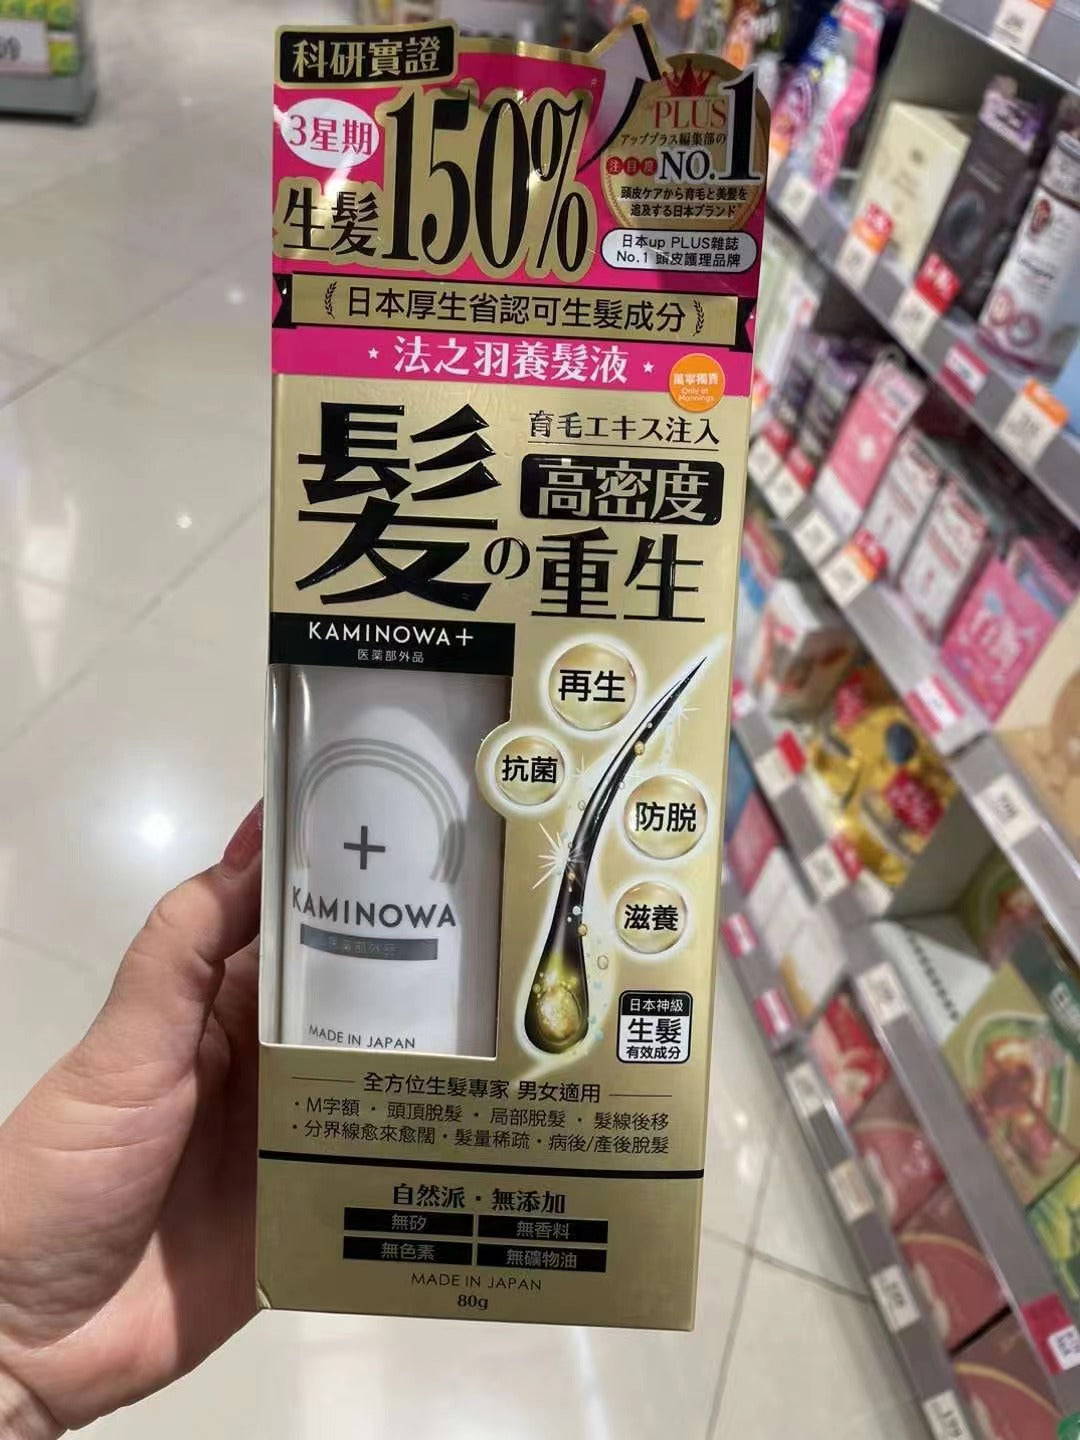 科研實證
3星期
生髮150%
PLUS
アッププラス編集部の
注目度 NO.1
頭皮ケアから育毛と美髪を
追及する日本ブランド
日本up PLUS雜誌
No.1 頭皮護理品牌
日本厚生省認可生髮成分
法之羽養髮液
萬寧獨賣
Only at
Mannings
育毛エキス注入
高密度
髪の重生
KAMINOWA+
医薬部外品
再生
抗菌
防脱
滋養
+
KAMINOWA
医薬部外品
MADE IN JAPAN
日本神級
生髮
有效成分
全方位生髮專家 男女適用
・M字額・頭頂脫髮・局部脫髮・髮線後移
・分界線愈來愈闊・髮量稀疏・病後/產後脫髮
自然派・無添加
無矽
無香料
無色素
無礦物油
MADE IN JAPAN
80g